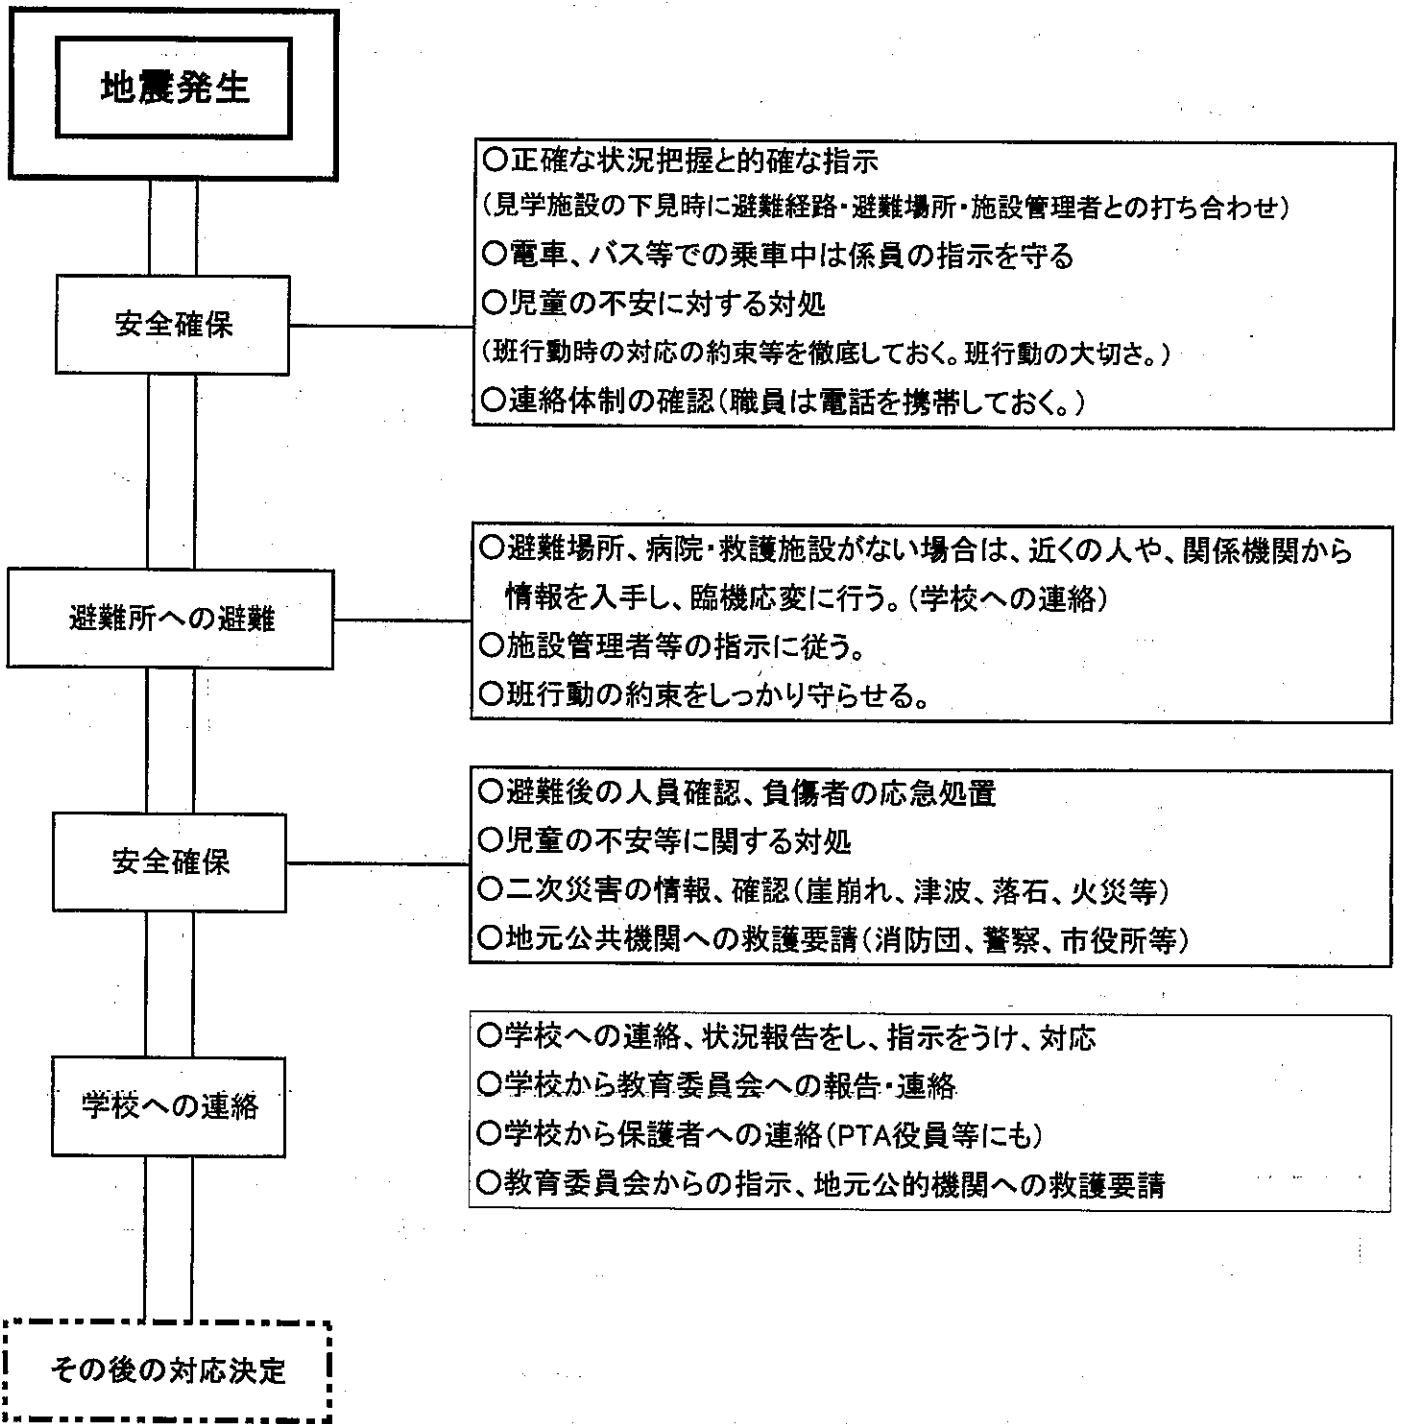 地震発生
○正確な状況把握と的確な指示
(見学施設の下見時に避難経路・避難場所・施設管理者との打ち合わせ)
○電車、バス等での乗車中は係員の指示を守る
○児童の不安に対する対処
(班行動時の対応の約束等を徹底しておく。班行動の大切さ。)
○連絡体制の確認(職員は電話を携帯しておく。)
安全確保
○避難場所、病院・救護施設がない場合は、近くの人や、関係機関から
情報を入手し、臨機応変に行う。(学校への連絡)
○施設管理者等の指示に従う。
○班行動の約束をしっかり守らせる。
避難所への避難
○避難後の人員確認、負傷者の応急処置
○児童の不安等に関する対処
○二次災害の情報、確認(崖崩れ、津波、落石、火災等)
○地元公共機関への救護要請(消防団、警察、市役所等)
安全確保
○学校への連絡、状況報告をし、指示をうけ、対応
○学校から教育委員会への報告・連絡
○学校から保護者への連絡(PTA役員等にも)
○教育委員会からの指示、地元公的機関への救護要請
学校への連絡
その後の対応決定